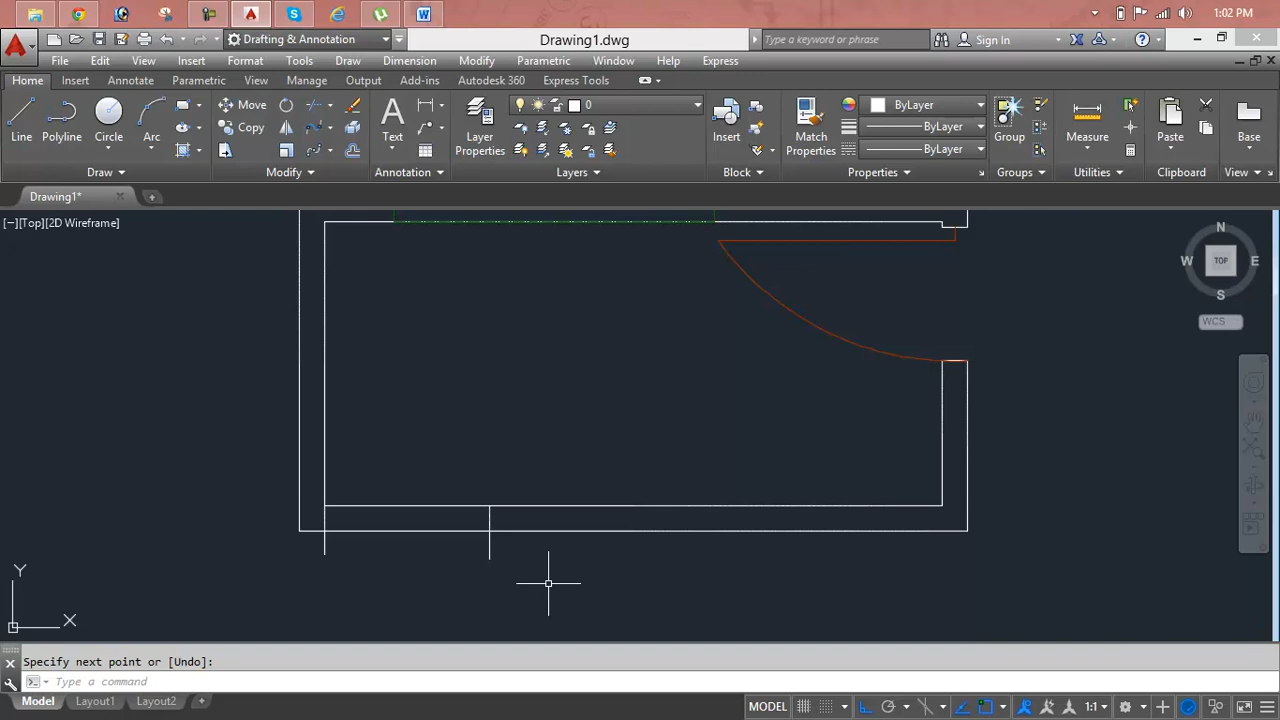 1:02 PM
Drafting & Annotation
Drawing1.dwg
Type a keyword or phrase
Sign In
File Edit View Insert Format Tools Draw Dimension Modify Parametric Window Help Express
Home Insert Annotate Parametric View Manage Output Add-ins Autodesk 360 Express Tools
Move
0
ByLayer
Copy
ByLayer
Line Polyline Circle Arc Text Layer Properties Insert Match Properties Group Measure Paste Base
ByLayer
Draw Modify Annotation Layers Block Properties Groups Utilities Clipboard View
Drawing1*
[−][Top][2D Wireframe]
N
W TOP E
S
WCS
Y
X
Specify next point or [Undo]:
Type a command
Model Layout1 Layout2 + MODEL 1:1